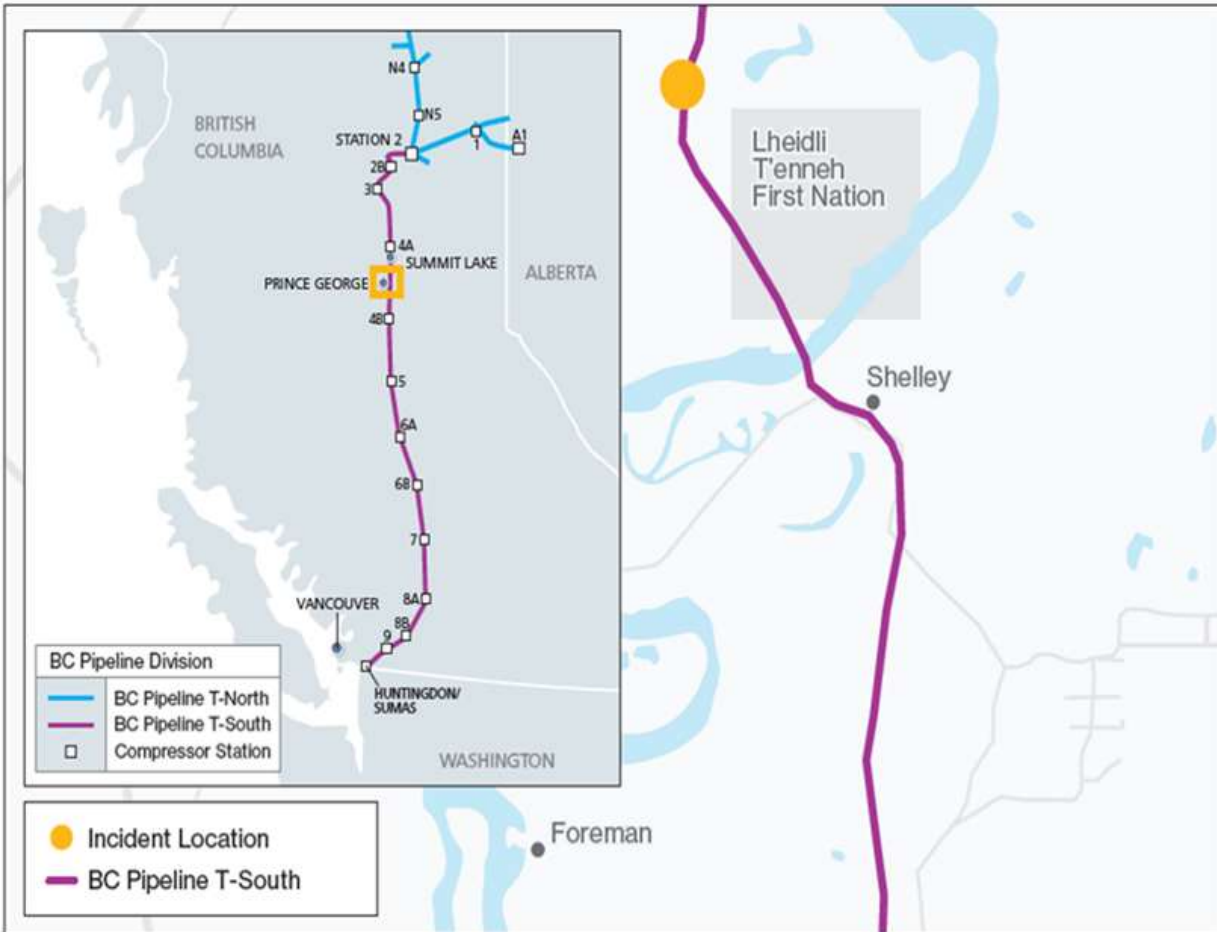 N4
BRITISH
COLUMBIA
N5
STATION 2
1
A1
2B
3
4A
SUMMIT LAKE
PRINCE GEORGE
ALBERTA
4B
5
6A
6B
7
8A
VANCOUVER
8B
9
HUNTINGDON/
SUMAS
WASHINGTON
BC Pipeline Division
BC Pipeline T-North
BC Pipeline T-South
Compressor Station
Lheidli
T'enneh
First Nation
Shelley
Foreman
Incident Location
BC Pipeline T-South